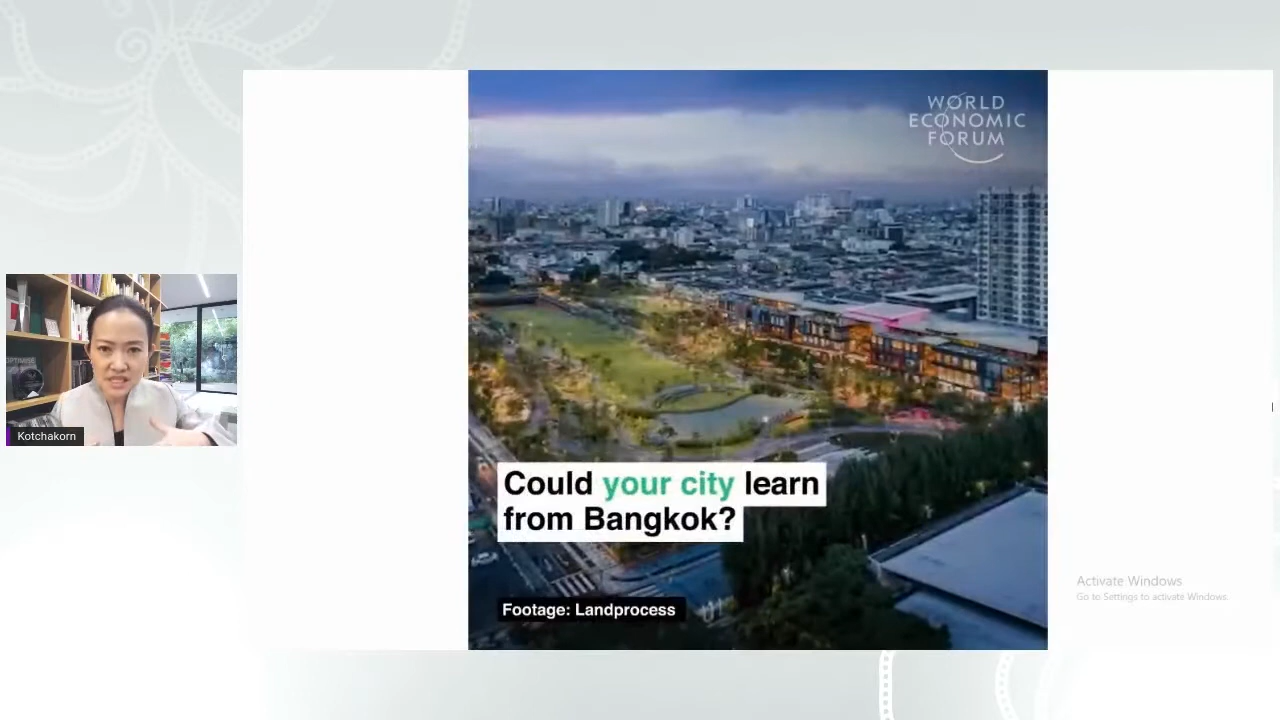 WORLD
ECONOMIC
FORUM
Kotchakorn
Could your city learn
from Bangkok?
Footage: Landprocess
Activate Windows
Go to Settings to activate Windows.